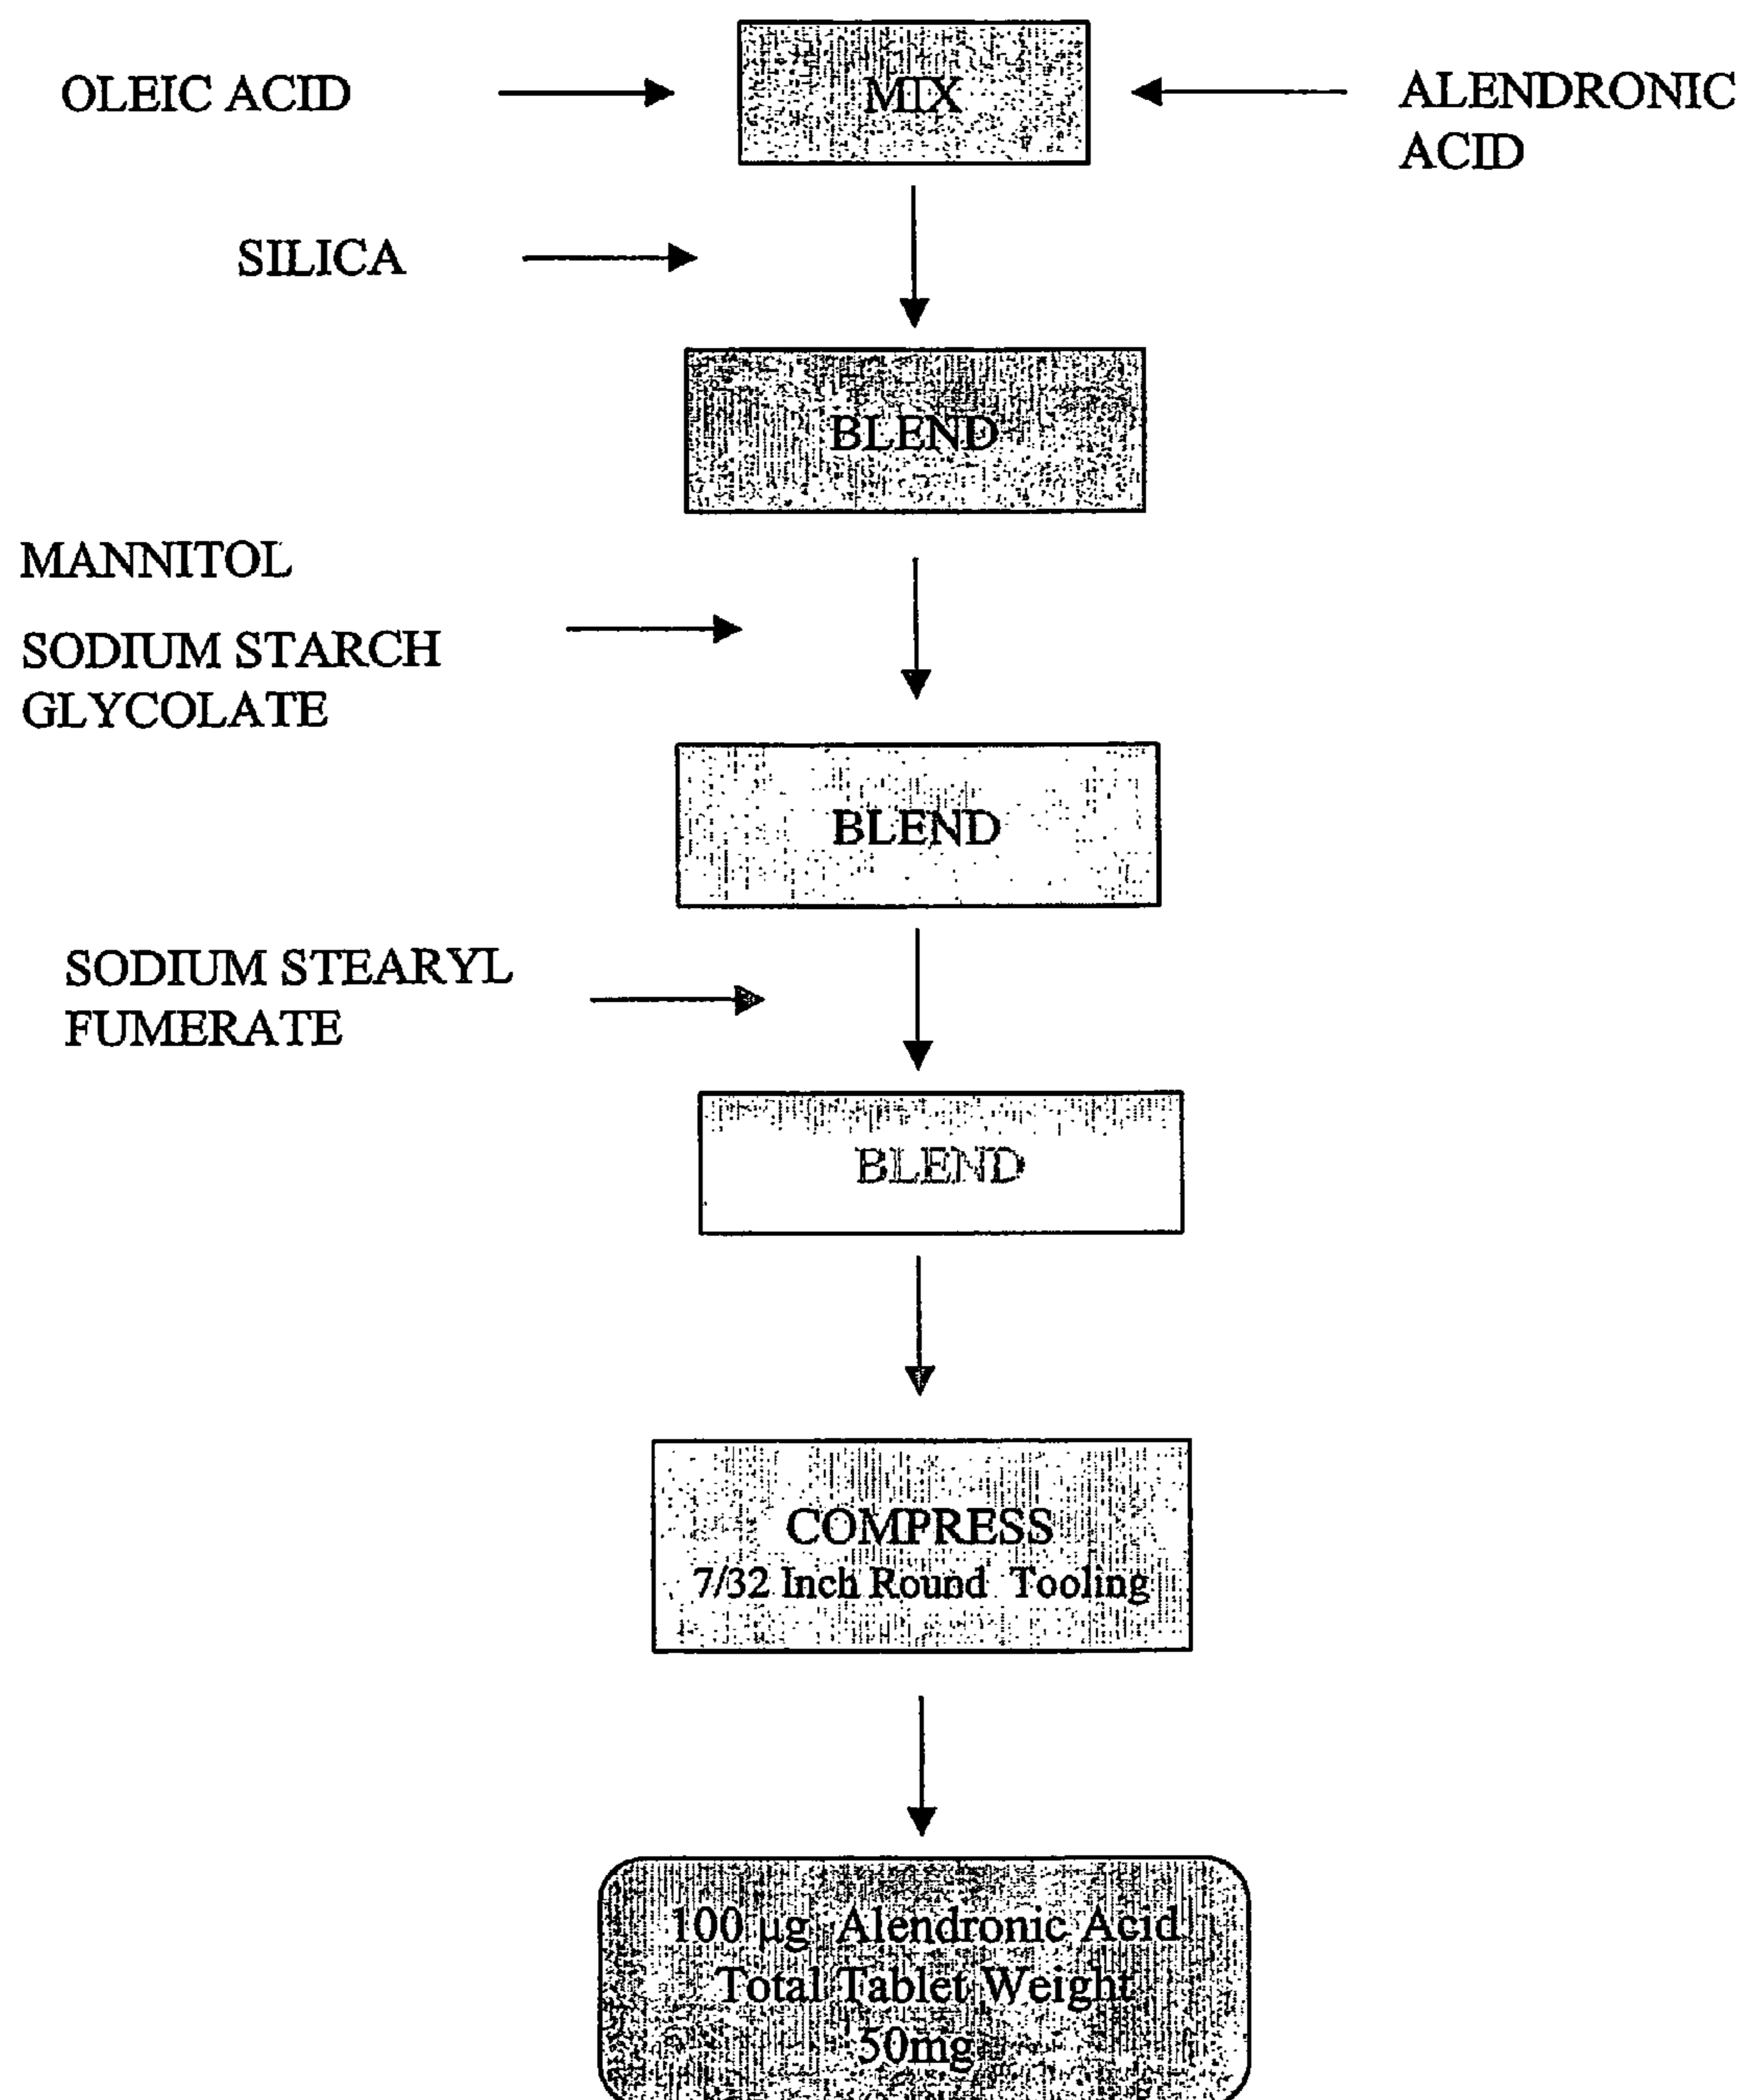 OLEIC ACID
MIX
ALENDRONIC
ACID
SILICA
BLEND
MANNITOL
SODIUM STARCH
GLYCOLATE
BLEND
SODIUM STEARYL
FUMERATE
BLEND
COMPRESS
7/32 Inch Round Tooling
100 µg Alendronic Acid
Total Tablet Weight
50mg